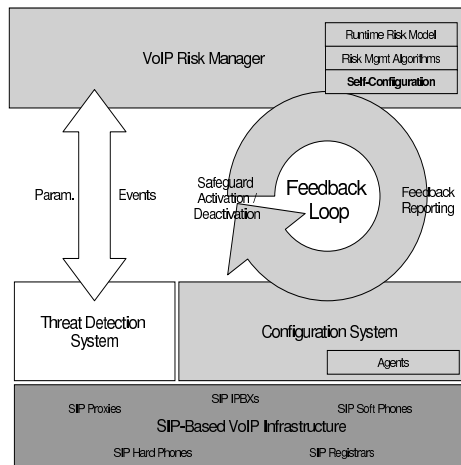 Runtime Risk Model
VoIP Risk Manager
Risk Mgmt Algorithms
Self-Configuration
Param.
Events
Safeguard
Activation /
Deactivation
Feedback
Loop
Feedback
Reporting
Threat Detection
System
Configuration System
Agents
SIP Proxies
SIP IPBXs
SIP Soft Phones
SIP-Based VoIP Infrastructure
SIP Hard Phones
SIP Registrars